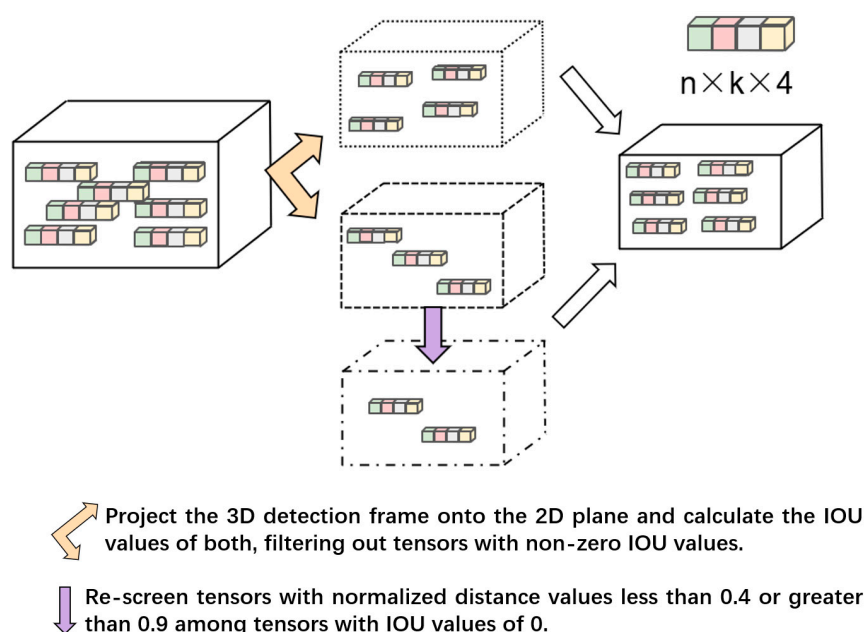 n×k×4
Project the 3D detection frame onto the 2D plane and calculate the IOU
values of both, filtering out tensors with non-zero IOU values.
Re-screen tensors with normalized distance values less than 0.4 or greater
than 0.9 among tensors with IOU values of 0.